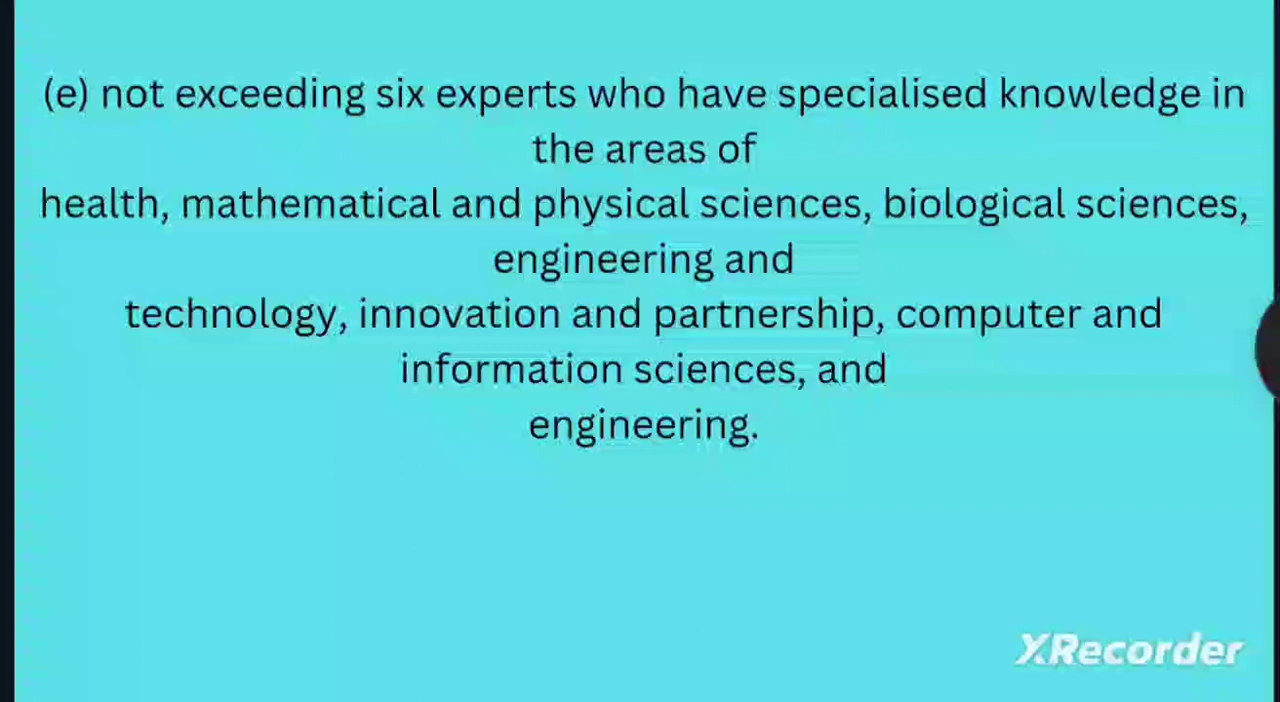 (e) not exceeding six experts who have specialised knowledge in
the areas of
health, mathematical and physical sciences, biological sciences,
engineering and
technology, innovation and partnership, computer and
information sciences, and
engineering.
XRecorder